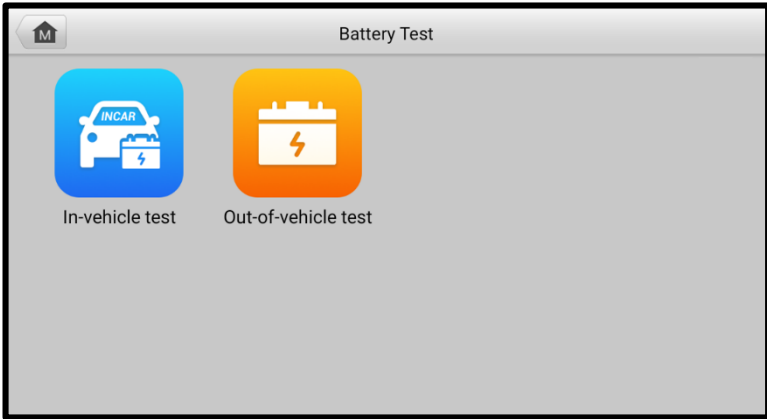 M
Battery Test
INCAR
In-vehicle test
Out-of-vehicle test